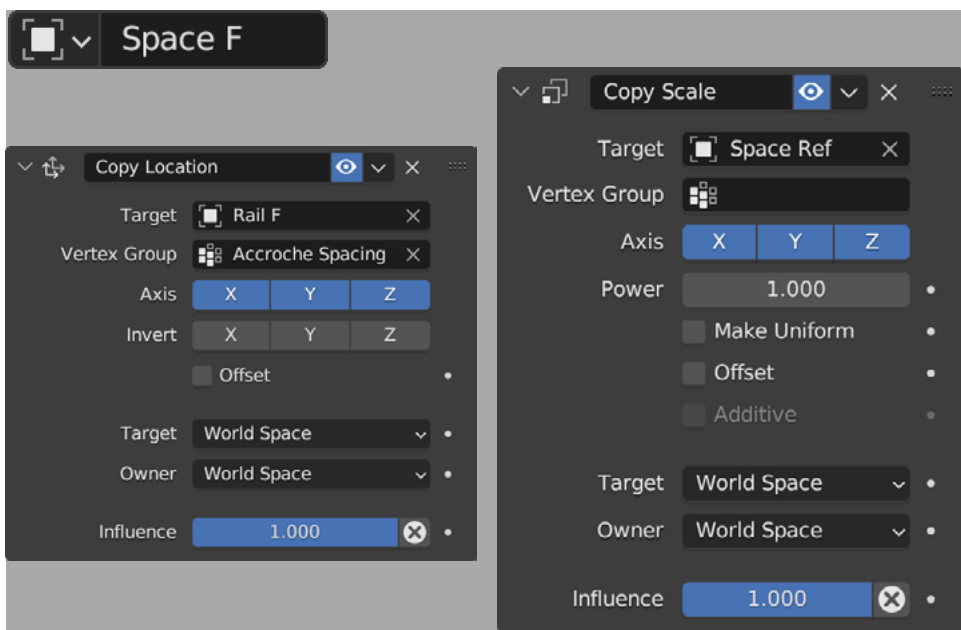 Space F
Copy Location
Target Rail F
Vertex Group Accroche Spacing
Axis X Y Z
Invert X Y Z
Offset
Target World Space
Owner World Space
Influence 1.000
Copy Scale
Target Space Ref
Vertex Group
Axis X Y Z
Power 1.000
Make Uniform
Offset
Additive
Target World Space
Owner World Space
Influence 1.000